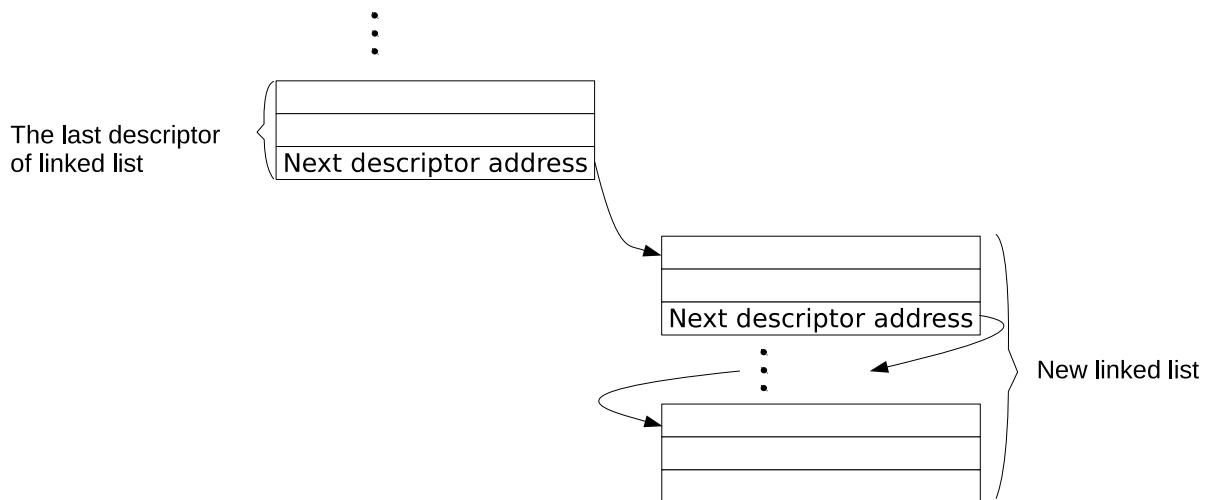 The last descriptor
of linked list
Next descriptor address
Next descriptor address
New linked list